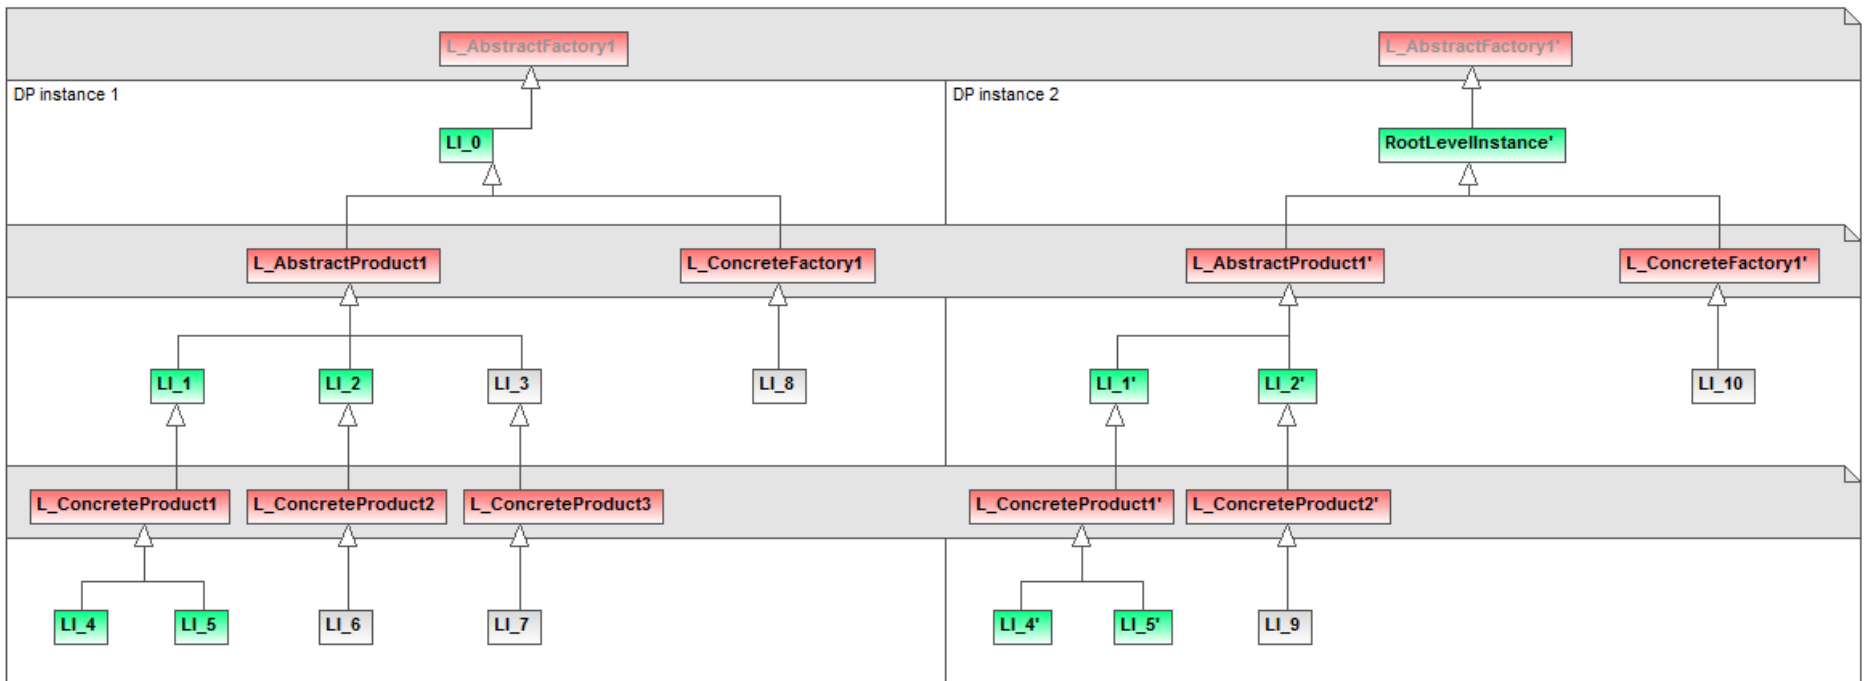 L_AbstractFactory1 L_AbstractFactory1'
DP instance 1 DP instance 2
LI_0 RootLevelInstance'
L_AbstractProduct1 L_ConcreteFactory1 L_AbstractProduct1' L_ConcreteFactory1'
LI_1 LI_2 LI_3 LI_8 LI_1' LI_2' LI_10
L_ConcreteProduct1 L_ConcreteProduct2 L_ConcreteProduct3 L_ConcreteProduct1' L_ConcreteProduct2'
LI_4 LI_5 LI_6 LI_7 LI_4' LI_5' LI_9